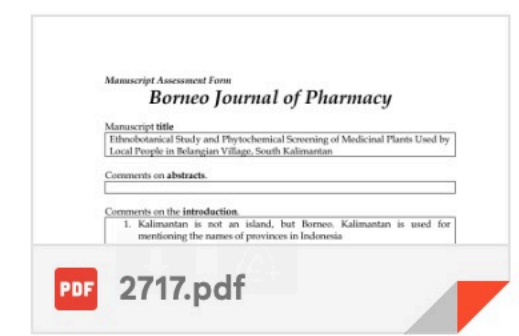 Manuscript Assessment Form
Borneo Journal of Pharmacy
Manuscript title
Ethnobotanical Study and Phytochemical Screening of Medicinal Plants Used by
Local People in Belangian Village, South Kalimantan
Comments on abstracts.
Comments on the introduction.
1. Kalimantan is not an island, but Borneo. Kalimantan is used for
mentioning the names of provinces in Indonesia
PDF 2717.pdf